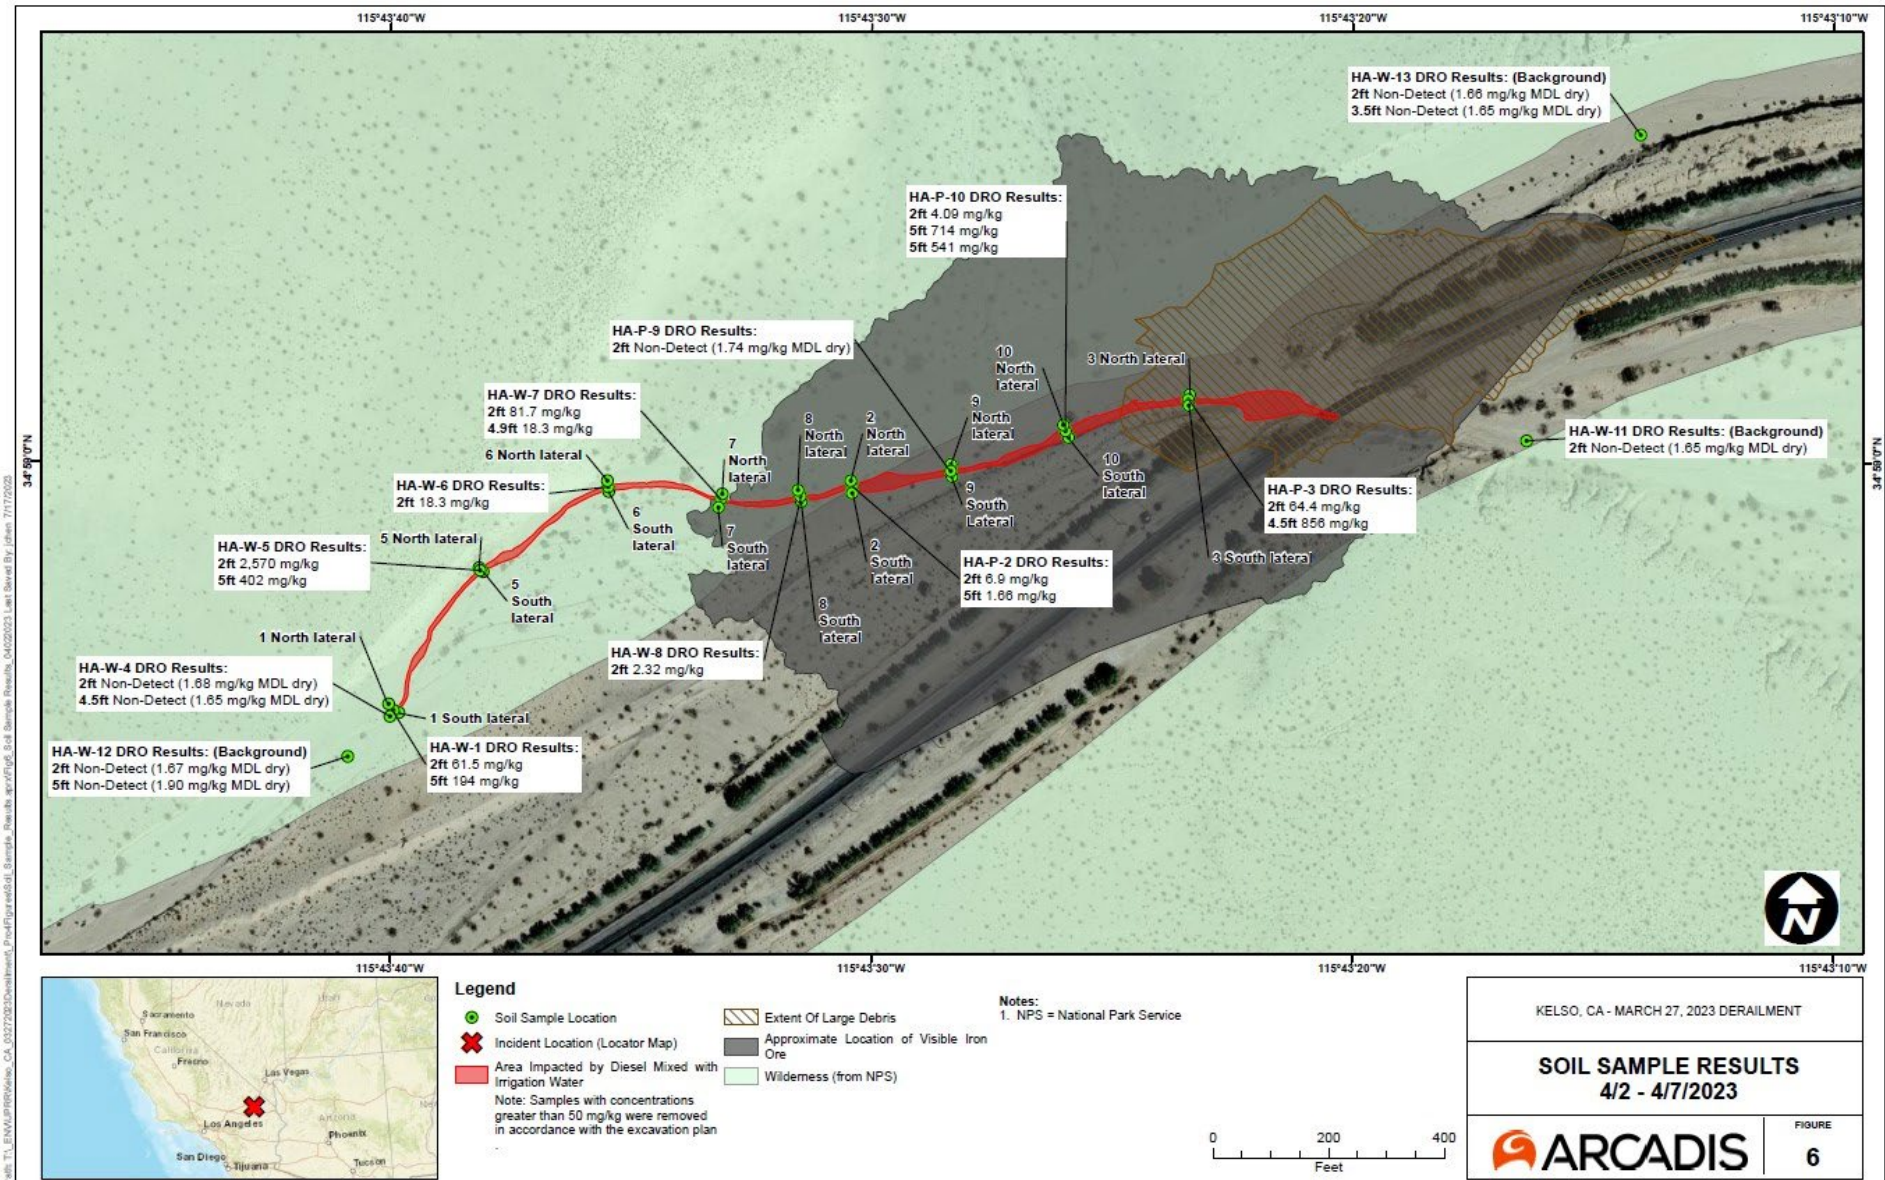 115°43'40"W
115°43'30"W
115°43'20"W
115°43'10"W
HA-W-13 DRO Results: (Background)
2ft Non-Detect (1.66 mg/kg MDL dry)
3.5ft Non-Detect (1.65 mg/kg MDL dry)
HA-P-10 DRO Results:
2ft 4.09 mg/kg
5ft 714 mg/kg
5ft 541 mg/kg
HA-P-9 DRO Results:
2ft Non-Detect (1.74 mg/kg MDL dry)
10
North
lateral
3 North lateral
HA-W-7 DRO Results:
2ft 81.7 mg/kg
4.9ft 18.3 mg/kg
8
North
lateral
2
North
lateral
9
North
lateral
34°59'0"N
34°59'0"N
HA-W-11 DRO Results: (Background)
2ft Non-Detect (1.65 mg/kg MDL dry)
6 North lateral
7
North
lateral
10
South
lateral
HA-W-6 DRO Results:
2ft 18.3 mg/kg
9
South
Lateral
HA-P-3 DRO Results:
2ft 64.4 mg/kg
4.5ft 856 mg/kg
6
South
lateral
7
South
lateral
2
South
lateral
3 South lateral
5 North lateral
HA-W-5 DRO Results:
2ft 2,570 mg/kg
5ft 402 mg/kg
HA-P-2 DRO Results:
2ft 6.9 mg/kg
5ft 1.66 mg/kg
5
South
lateral
8
South
lateral
1 North lateral
HA-W-8 DRO Results:
2ft 2.32 mg/kg
HA-W-4 DRO Results:
2ft Non-Detect (1.68 mg/kg MDL dry)
4.5ft Non-Detect (1.65 mg/kg MDL dry)
1 South lateral
HA-W-12 DRO Results: (Background)
2ft Non-Detect (1.67 mg/kg MDL dry)
5ft Non-Detect (1.90 mg/kg MDL dry)
HA-W-1 DRO Results:
2ft 61.5 mg/kg
5ft 194 mg/kg
N
115°43'40"W
115°43'30"W
115°43'20"W
115°43'10"W
Nevada
Utah
Sacramento
San Francisco
California
Fresno
Las Vegas
Los Angeles
Arizona
Phoenix
San Diego
Tijuana
Tucson
Legend
Soil Sample Location
Incident Location (Locator Map)
Area Impacted by Diesel Mixed with
Irrigation Water
Note: Samples with concentrations
greater than 50 mg/kg were removed
in accordance with the excavation plan
.
Extent Of Large Debris
Approximate Location of Visible Iron
Ore
Wilderness (from NPS)
Notes:
1. NPS = National Park Service
0 200 400
Feet
KELSO, CA - MARCH 27, 2023 DERAILMENT
SOIL SAMPLE RESULTS
4/2 - 4/7/2023
ARCADIS
FIGURE
6